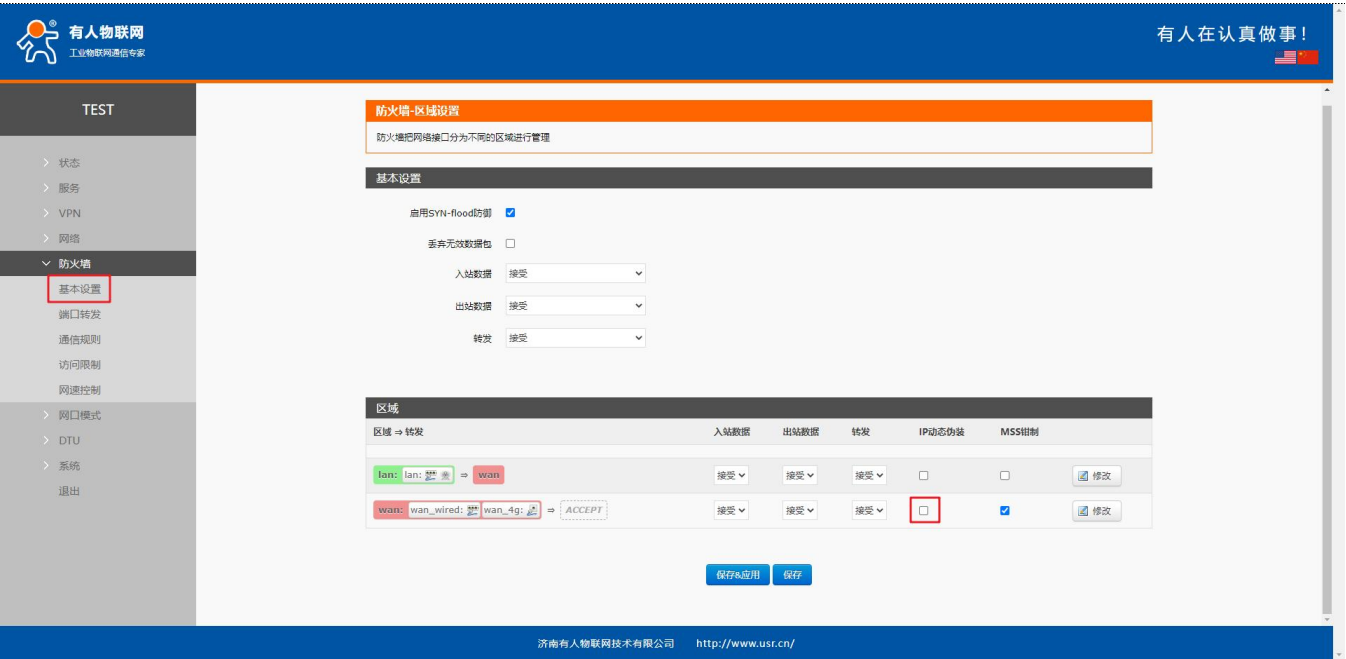 有人物联网
工业物联网通信专家
有人在认真做事！
TEST
状态
服务
VPN
网络
防火墙
基本设置
端口转发
通信规则
访问限制
网速控制
网口模式
DTU
系统
退出
防火墙-区域设置
防火墙把网络接口分为不同的区域进行管理
基本设置
启用SYN-flood防御
丢弃无效数据包
入站数据 接受
出站数据 接受
转发 接受
区域
区域 ⇒ 转发 入站数据 出站数据 转发 IP动态伪装 MSS钳制
lan: lan: ⇒ wan 接受 接受 接受 修改
wan: wan_wired: wan_4g: ⇒ ACCEPT 接受 接受 接受 修改
保存&应用 保存
济南有人物联网技术有限公司 http://www.usr.cn/